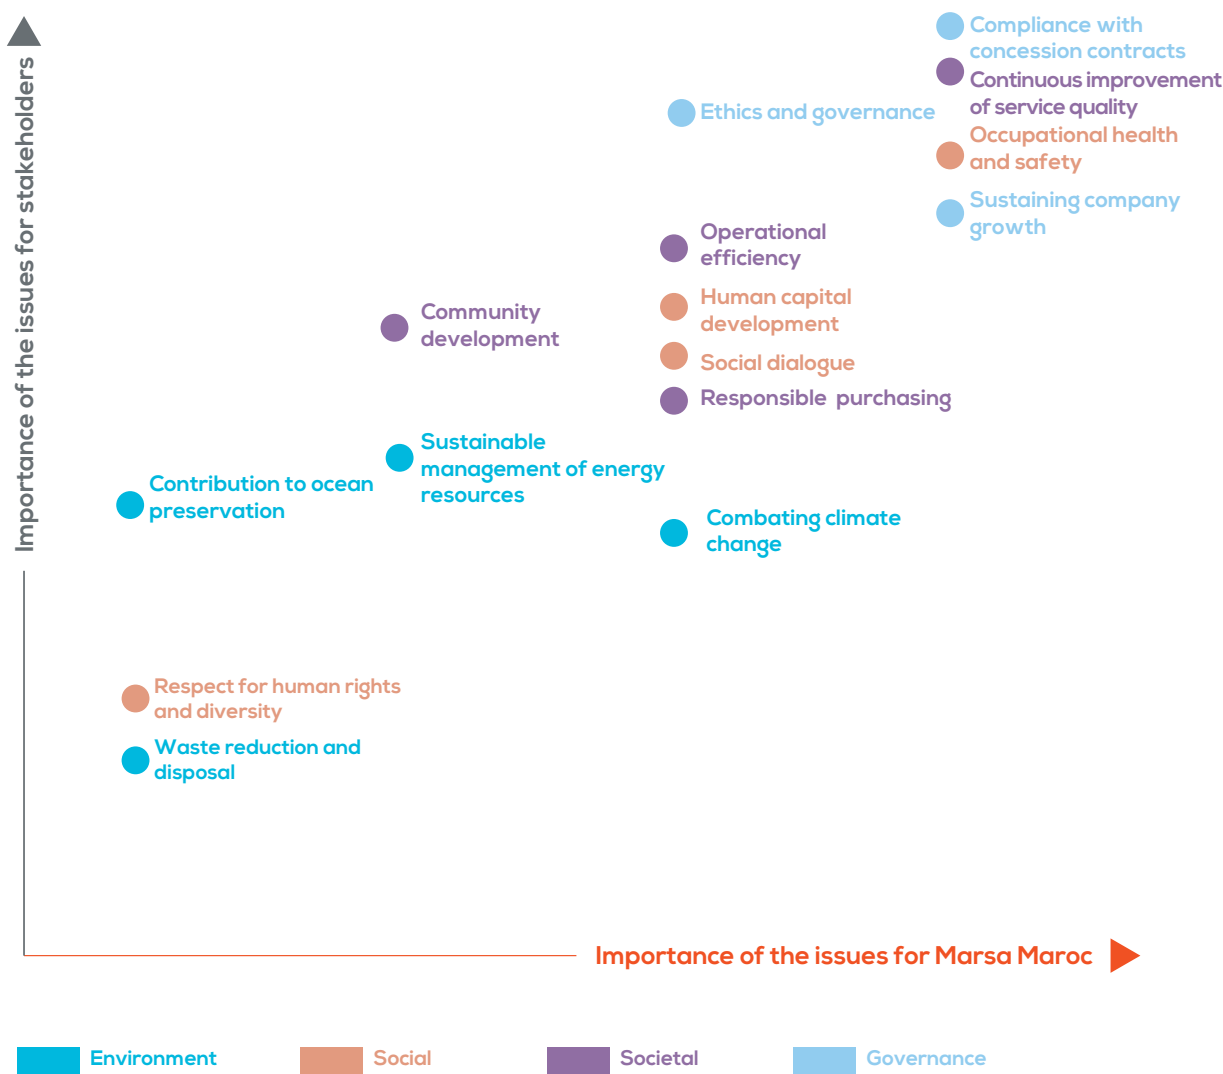 Importance of the issues for stakeholders
Compliance with
concession contracts
Continuous improvement
of service quality
Ethics and governance
Occupational health
and safety
Sustaining company
growth
Operational
efficiency
Human capital
development
Community
development
Social dialogue
Responsible purchasing
Sustainable
management of energy
resources
Contribution to ocean
preservation
Combating climate
change
Respect for human rights
and diversity
Waste reduction and
disposal
Importance of the issues for Marsa Maroc
Environment
Social
Societal
Governance